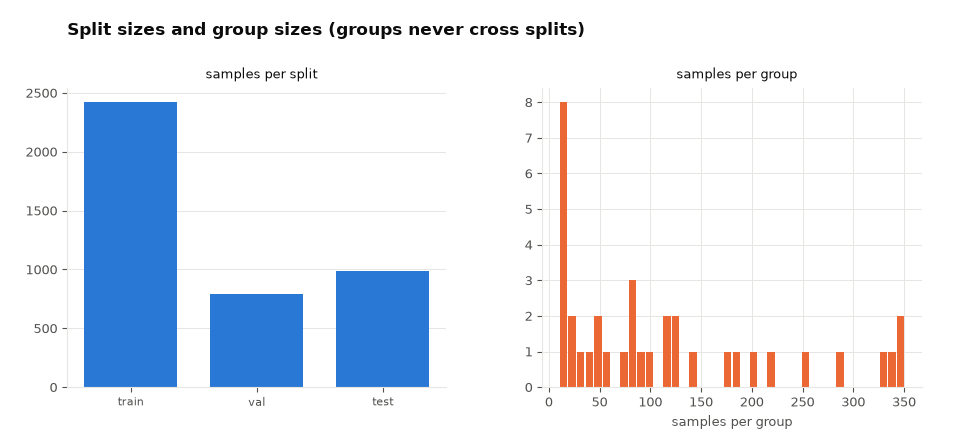 Split sizes and group sizes (groups never cross splits)
samples per split
2500
2000
1500
1000
500
0
train val test
samples per group
8
7
6
5
4
3
2
1
0
0 50 100 150 200 250 300 350
samples per group